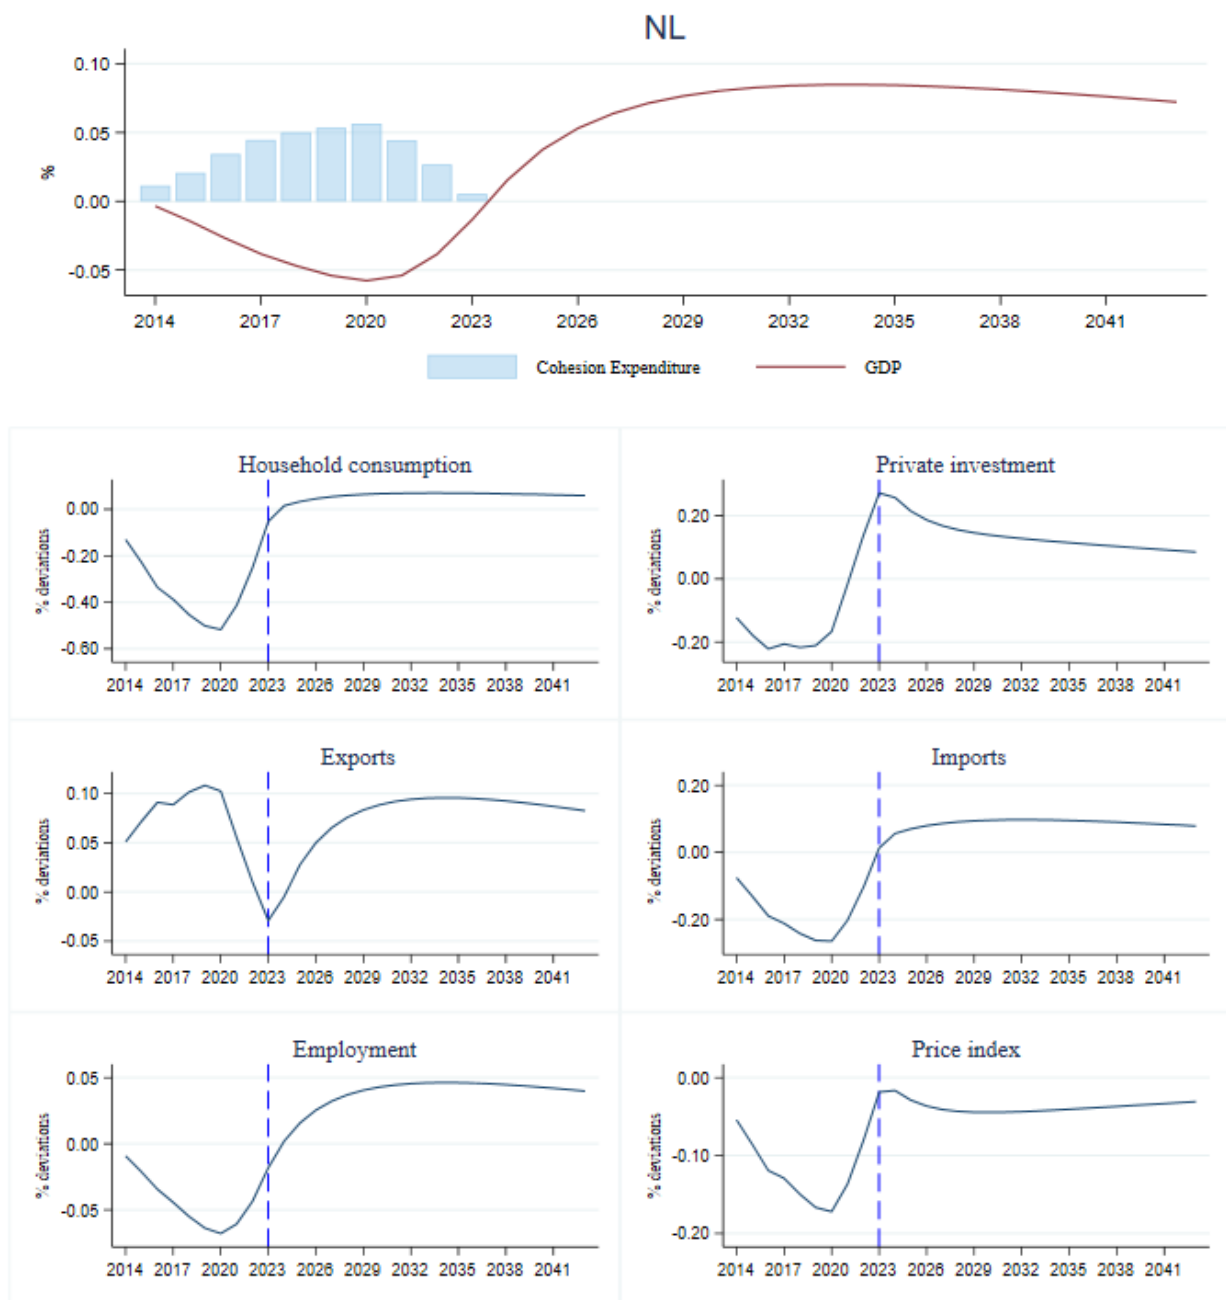 NL
0.10
0.05
0.00
-0.05
%
2014 2017 2020 2023 2026 2029 2032 2035 2038 2041
Cohesion Expenditure GDP
Household consumption
0.00
-0.20
-0.40
-0.60
% deviations
2014 2017 2020 2023 2026 2029 2032 2035 2038 2041
Private investment
0.20
0.00
-0.20
% deviations
2014 2017 2020 2023 2026 2029 2032 2035 2038 2041
Exports
0.10
0.05
0.00
-0.05
% deviations
2014 2017 2020 2023 2026 2029 2032 2035 2038 2041
Imports
0.20
0.00
-0.20
% deviations
2014 2017 2020 2023 2026 2029 2032 2035 2038 2041
Employment
0.05
0.00
-0.05
% deviations
2014 2017 2020 2023 2026 2029 2032 2035 2038 2041
Price index
0.00
-0.10
-0.20
% deviations
2014 2017 2020 2023 2026 2029 2032 2035 2038 2041